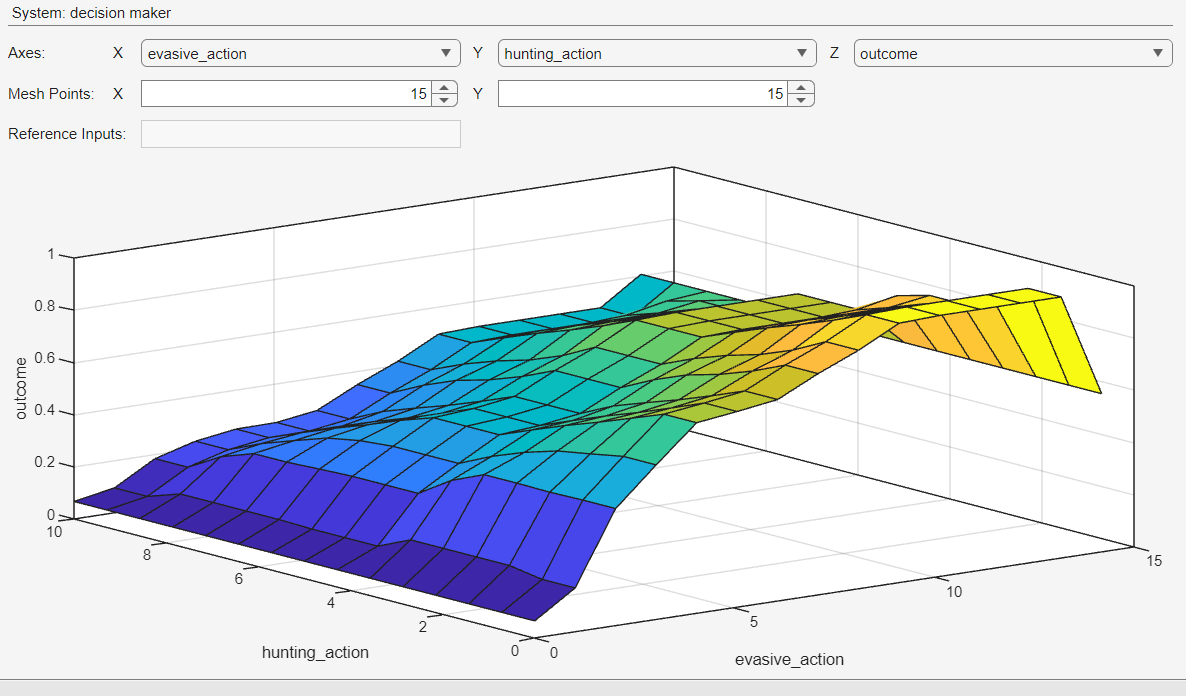 System: decision maker
Axes: X evasive_action Y hunting_action Z outcome
Mesh Points: X 15 Y 15
Reference Inputs:
1
0.8
0.6
0.4
0.2
0
outcome
10
8
6
4
2
0
hunting_action
0
5
10
15
evasive_action